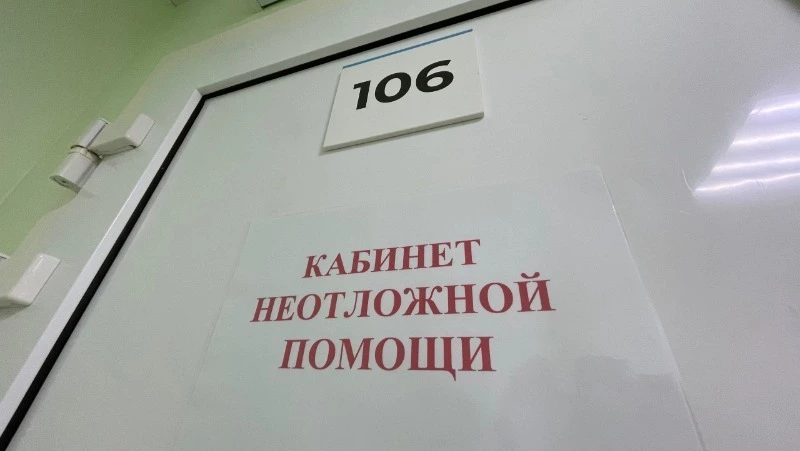 106
КАБИНЕТ
НЕОТЛОЖНОЙ
ПОМОЩИ